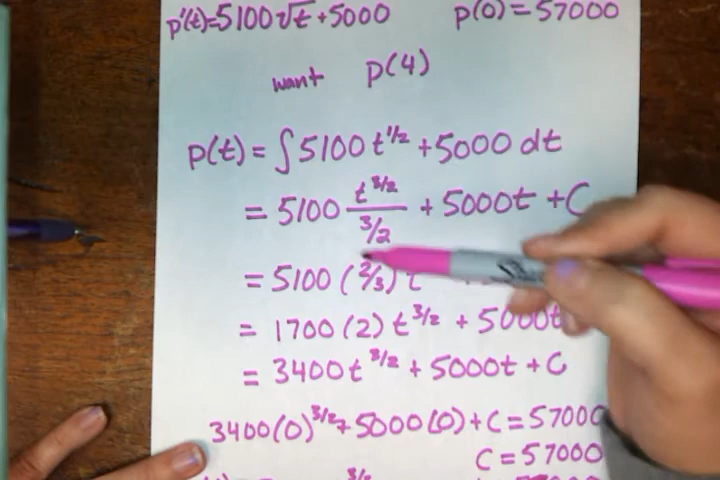 p'(t)=5100√t+5000 p(0)=57000
want p(4)
p(t)=∫5100t^1/2+5000 dt
=5100 t^3/2 / 3/2 + 5000t +C
=5100(2/3)t
=1700(2)t^3/2 + 5000t
=3400t^3/2 + 5000t + C
3400(0)^3/2+5000(0)+C=57000
C=57000